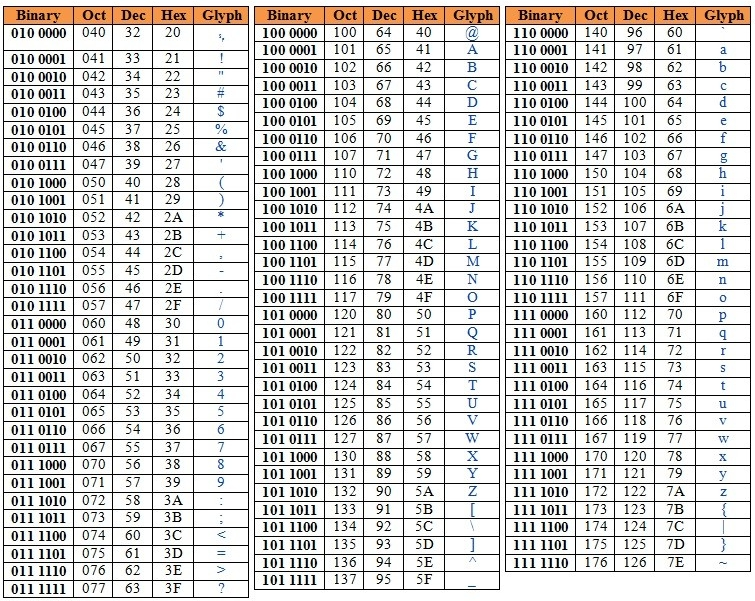 Binary Oct Dec Hex Glyph
010 0000 040 32 20
010 0001 041 33 21 !
010 0010 042 34 22 "
010 0011 043 35 23 #
010 0100 044 36 24 $
010 0101 045 37 25 %
010 0110 046 38 26 &
010 0111 047 39 27 '
010 1000 050 40 28 (
010 1001 051 41 29 )
010 1010 052 42 2A *
010 1011 053 43 2B +
010 1100 054 44 2C ,
010 1101 055 45 2D -
010 1110 056 46 2E .
010 1111 057 47 2F /
011 0000 060 48 30 0
011 0001 061 49 31 1
011 0010 062 50 32 2
011 0011 063 51 33 3
011 0100 064 52 34 4
011 0101 065 53 35 5
011 0110 066 54 36 6
011 0111 067 55 37 7
011 1000 070 56 38 8
011 1001 071 57 39 9
011 1010 072 58 3A :
011 1011 073 59 3B ;
011 1100 074 60 3C <
011 1101 075 61 3D =
011 1110 076 62 3E >
011 1111 077 63 3F ?
Binary Oct Dec Hex Glyph
100 0000 100 64 40 @
100 0001 101 65 41 A
100 0010 102 66 42 B
100 0011 103 67 43 C
100 0100 104 68 44 D
100 0101 105 69 45 E
100 0110 106 70 46 F
100 0111 107 71 47 G
100 1000 110 72 48 H
100 1001 111 73 49 I
100 1010 112 74 4A J
100 1011 113 75 4B K
100 1100 114 76 4C L
100 1101 115 77 4D M
100 1110 116 78 4E N
100 1111 117 79 4F O
101 0000 120 80 50 P
101 0001 121 81 51 Q
101 0010 122 82 52 R
101 0011 123 83 53 S
101 0100 124 84 54 T
101 0101 125 85 55 U
101 0110 126 86 56 V
101 0111 127 87 57 W
101 1000 130 88 58 X
101 1001 131 89 59 Y
101 1010 132 90 5A Z
101 1011 133 91 5B [
101 1100 134 92 5C \
101 1101 135 93 5D ]
101 1110 136 94 5E ^
101 1111 137 95 5F _
Binary Oct Dec Hex Glyph
110 0000 140 96 60 `
110 0001 141 97 61 a
110 0010 142 98 62 b
110 0011 143 99 63 c
110 0100 144 100 64 d
110 0101 145 101 65 e
110 0110 146 102 66 f
110 0111 147 103 67 g
110 1000 150 104 68 h
110 1001 151 105 69 i
110 1010 152 106 6A j
110 1011 153 107 6B k
110 1100 154 108 6C l
110 1101 155 109 6D m
110 1110 156 110 6E n
110 1111 157 111 6F o
111 0000 160 112 70 p
111 0001 161 113 71 q
111 0010 162 114 72 r
111 0011 163 115 73 s
111 0100 164 116 74 t
111 0101 165 117 75 u
111 0110 166 118 76 v
111 0111 167 119 77 w
111 1000 170 120 78 x
111 1001 171 121 79 y
111 1010 172 122 7A z
111 1011 173 123 7B {
111 1100 174 124 7C |
111 1101 175 125 7D }
111 1110 176 126 7E ~